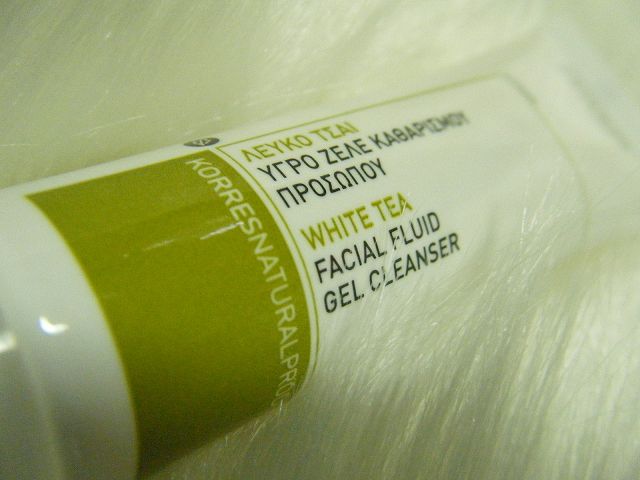 ΛΕΥΚΟ ΤΣΑΙ
ΥΓΡΟ ΖΕΛΕ ΚΑΘΑΡΙΣΜΟΥ
ΠΡΟΣΩΠΟΥ
WHITE TEA
FACIAL FLUID
GEL CLEANSER
KORRESNATURALPRO